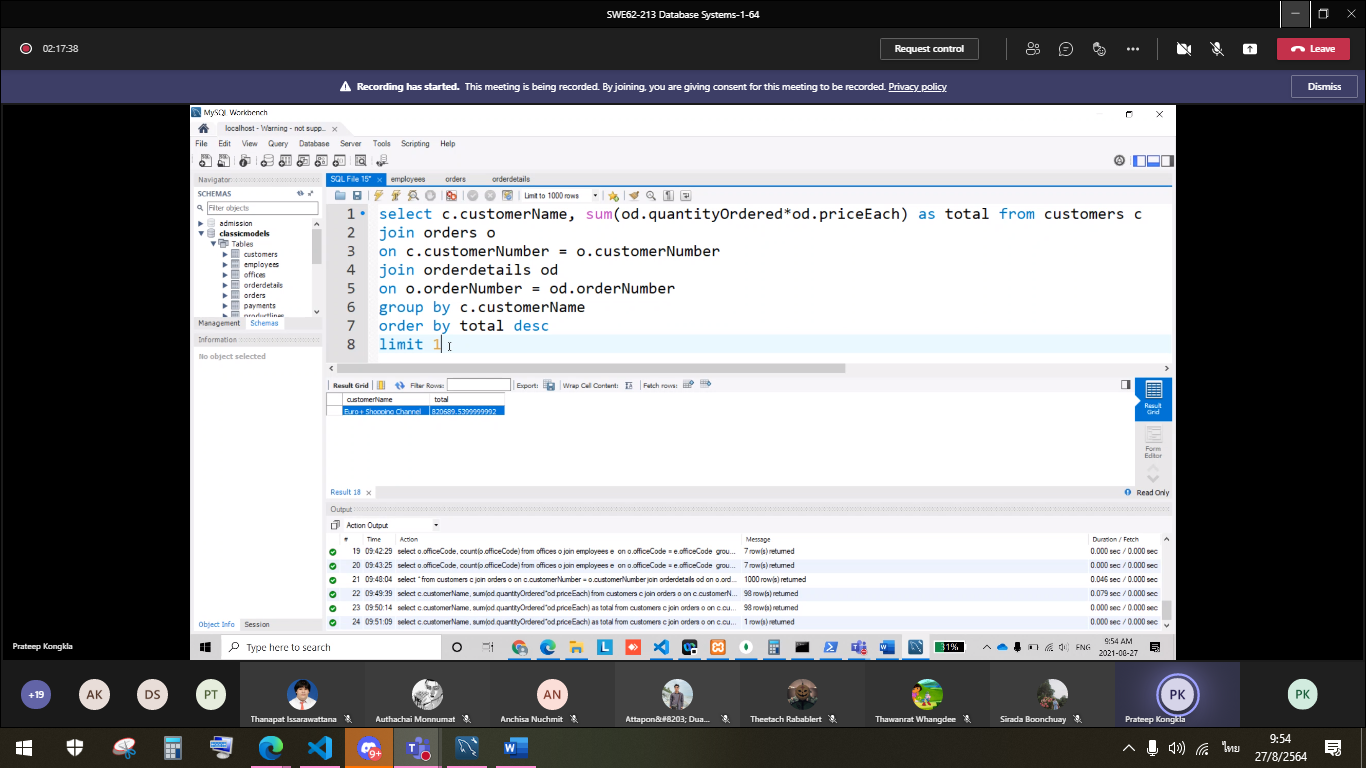 SWE62-213 Database Systems-1-64
02:17:38
Request control
Leave
Recording has started. This meeting is being recorded. By joining, you are giving consent for this meeting to be recorded. Privacy policy
Dismiss
MySQL Workbench
localhost - Warning - not supp...
File Edit View Query Database Server Tools Scripting Help
Navigator
SCHEMAS
Filter objects
admission
classicmodels
Tables
customers
employees
offices
orderdetails
orders
payments
Management Schemas
Information
No object selected
Object Info Session
SQL File 15* employees orders orderdetails
Limit to 1000 rows
1 select c.customerName, sum(od.quantityOrdered*od.priceEach) as total from customers c
2 join orders o
3 on c.customerNumber = o.customerNumber
4 join orderdetails od
5 on o.orderNumber = od.orderNumber
6 group by c.customerName
7 order by total desc
8 limit 1
Result Grid Filter Rows: Export: Wrap Cell Content: Fetch rows:
customerName total
Euro+ Shopping Channel 820689.5399999992
Result Grid
Form Editor
Result 18
Read Only
Output
Action Output
# Time Action Message Duration / Fetch
19 09:42:29 select o.officeCode, count(o.officeCode) from offices o join employees e on o.officeCode = e.officeCode grou... 7 row(s) returned 0.000 sec / 0.000 sec
20 09:43:25 select o.officeCode, count(o.officeCode) from offices o join employees e on o.officeCode = e.officeCode grou... 7 row(s) returned 0.000 sec / 0.000 sec
21 09:48:04 select * from customers c join orders o on c.customerNumber = o.customerNumber join orderdetails od on o.ord... 1000 row(s) returned 0.046 sec / 0.000 sec
22 09:49:39 select c.customerName, sum(od.quantityOrdered*od.priceEach) from customers c join orders o on c.customerN... 98 row(s) returned 0.079 sec / 0.000 sec
23 09:50:14 select c.customerName, sum(od.quantityOrdered*od.priceEach) as total from customers c join orders o on c.cu... 98 row(s) returned 0.000 sec / 0.000 sec
24 09:51:09 select c.customerName, sum(od.quantityOrdered*od.priceEach) as total from customers c join orders o on c.cu... 1 row(s) returned 0.000 sec / 0.000 sec
Prateep Kongkla
Type here to search
31%
ENG
9:54 AM
2021-08-27
+19 AK DS PT AN PK PK
Thanapat Issarawattana Authachai Monnumat Anchisa Nuchmit Attapon&#8203; Dua... Theetach Rabablert Thawanrat Whangdee Sirada Boonchuay Prateep Kongkla
9+
ไทย
9:54
27/8/2564